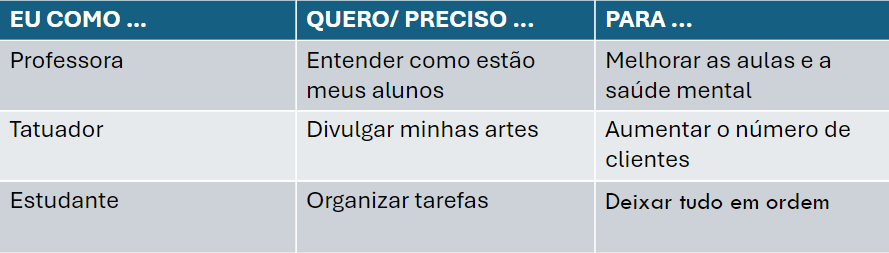 EU COMO ... QUERO/ PRECISO ... PARA ...
Professora Entender como estão Melhorar as aulas e a
meus alunos saúde mental
Tatuador Divulgar minhas artes Aumentar o número de
clientes
Estudante Organizar tarefas Deixar tudo em ordem